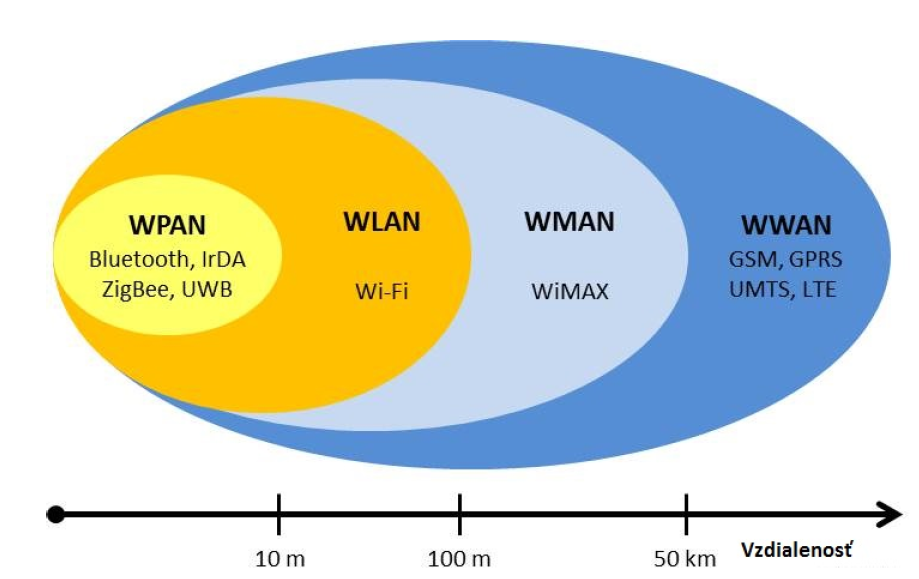 WPAN
Bluetooth, IrDA
ZigBee, UWB
WLAN
Wi-Fi
WMAN
WiMAX
WWAN
GSM, GPRS
UMTS, LTE
10 m
100 m
50 km
Vzdialenosť